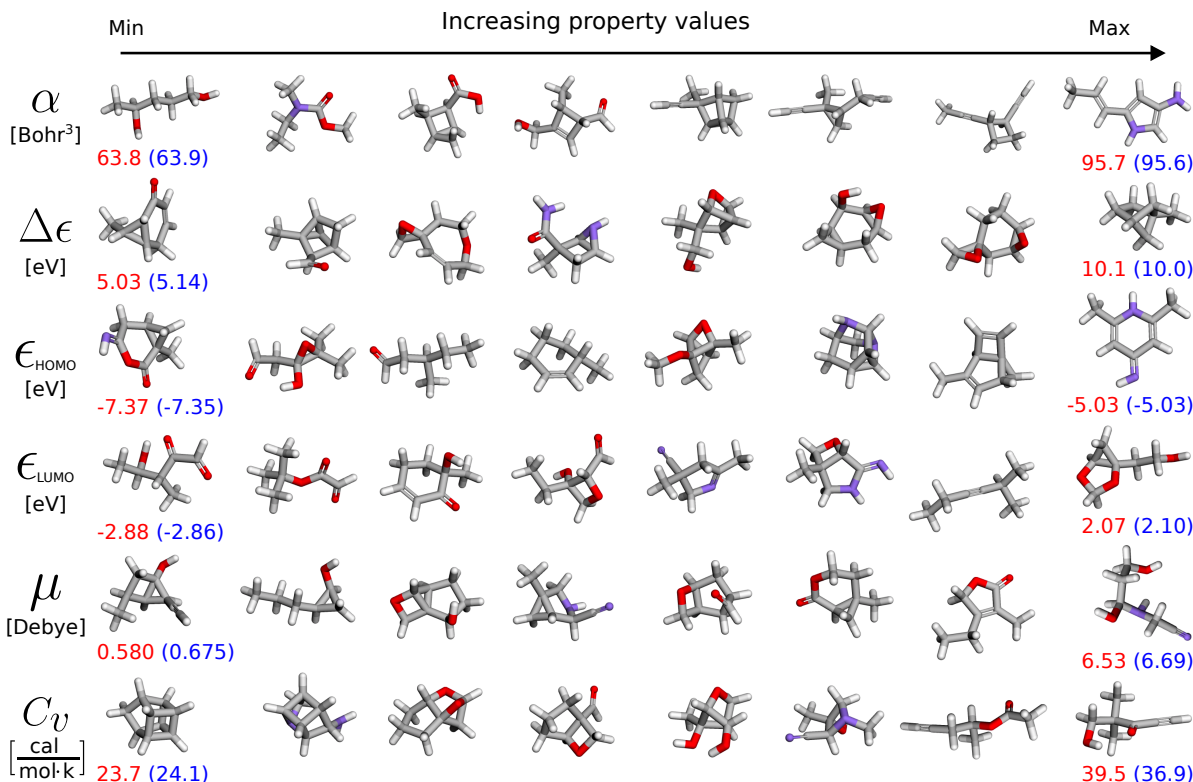 Increasing property values
Min
Max
α
[Bohr³]
63.8 (63.9)
95.7 (95.6)
Δϵ
[eV]
5.03 (5.14)
10.1 (10.0)
ϵHOMO
[eV]
-7.37 (-7.35)
-5.03 (-5.03)
ϵLUMO
[eV]
-2.88 (-2.86)
2.07 (2.10)
μ
[Debye]
0.580 (0.675)
6.53 (6.69)
Cv
[cal
mol·k]
23.7 (24.1)
39.5 (36.9)